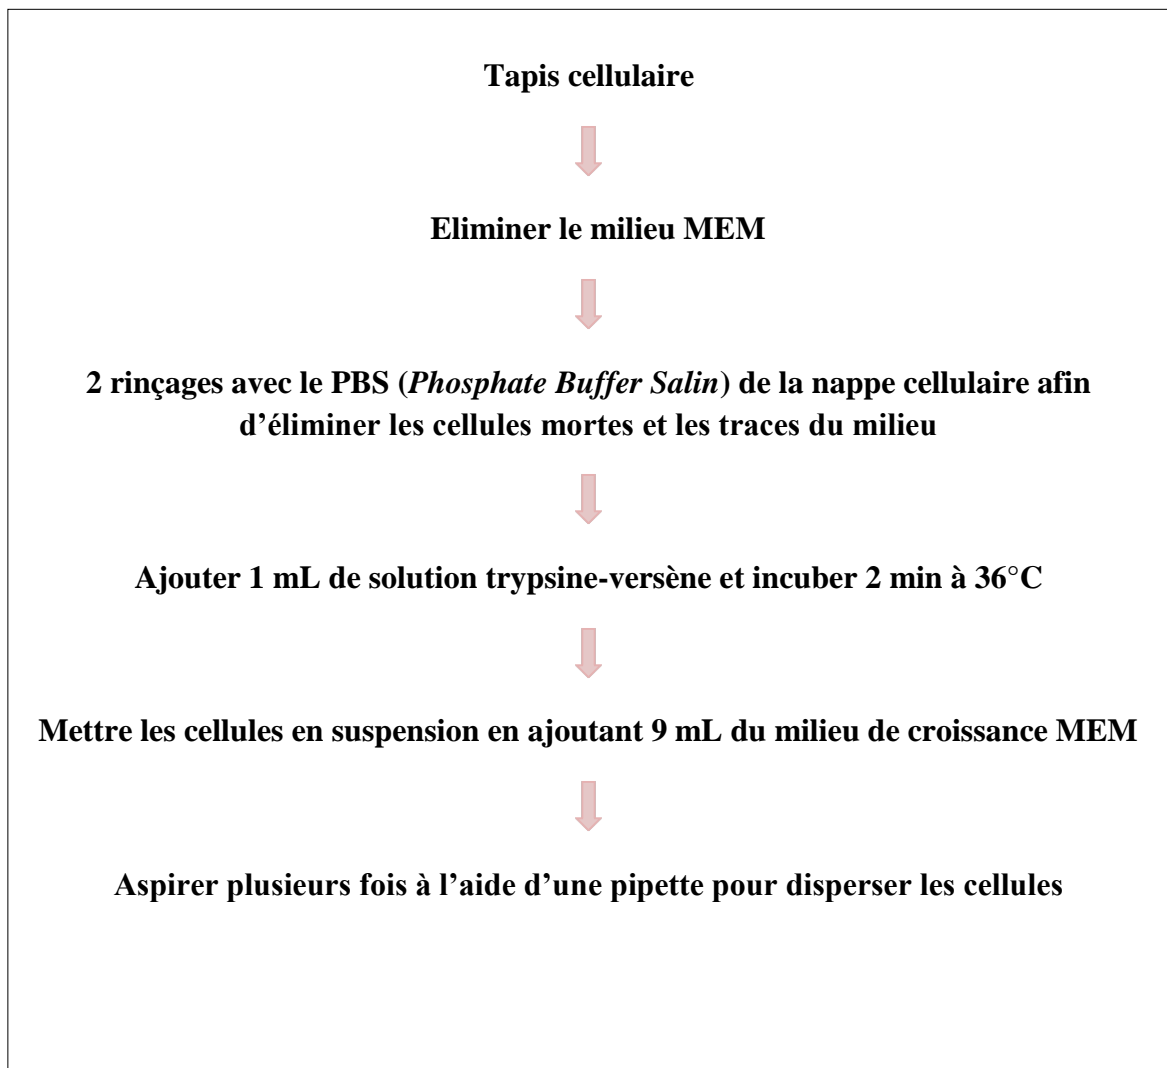 Tapis cellulaire
Eliminer le milieu MEM
2 rinçages avec le PBS (Phosphate Buffer Salin) de la nappe cellulaire afin
d’éliminer les cellules mortes et les traces du milieu
Ajouter 1 mL de solution trypsine-versène et incuber 2 min à 36°C
Mettre les cellules en suspension en ajoutant 9 mL du milieu de croissance MEM
Aspirer plusieurs fois à l’aide d’une pipette pour disperser les cellules